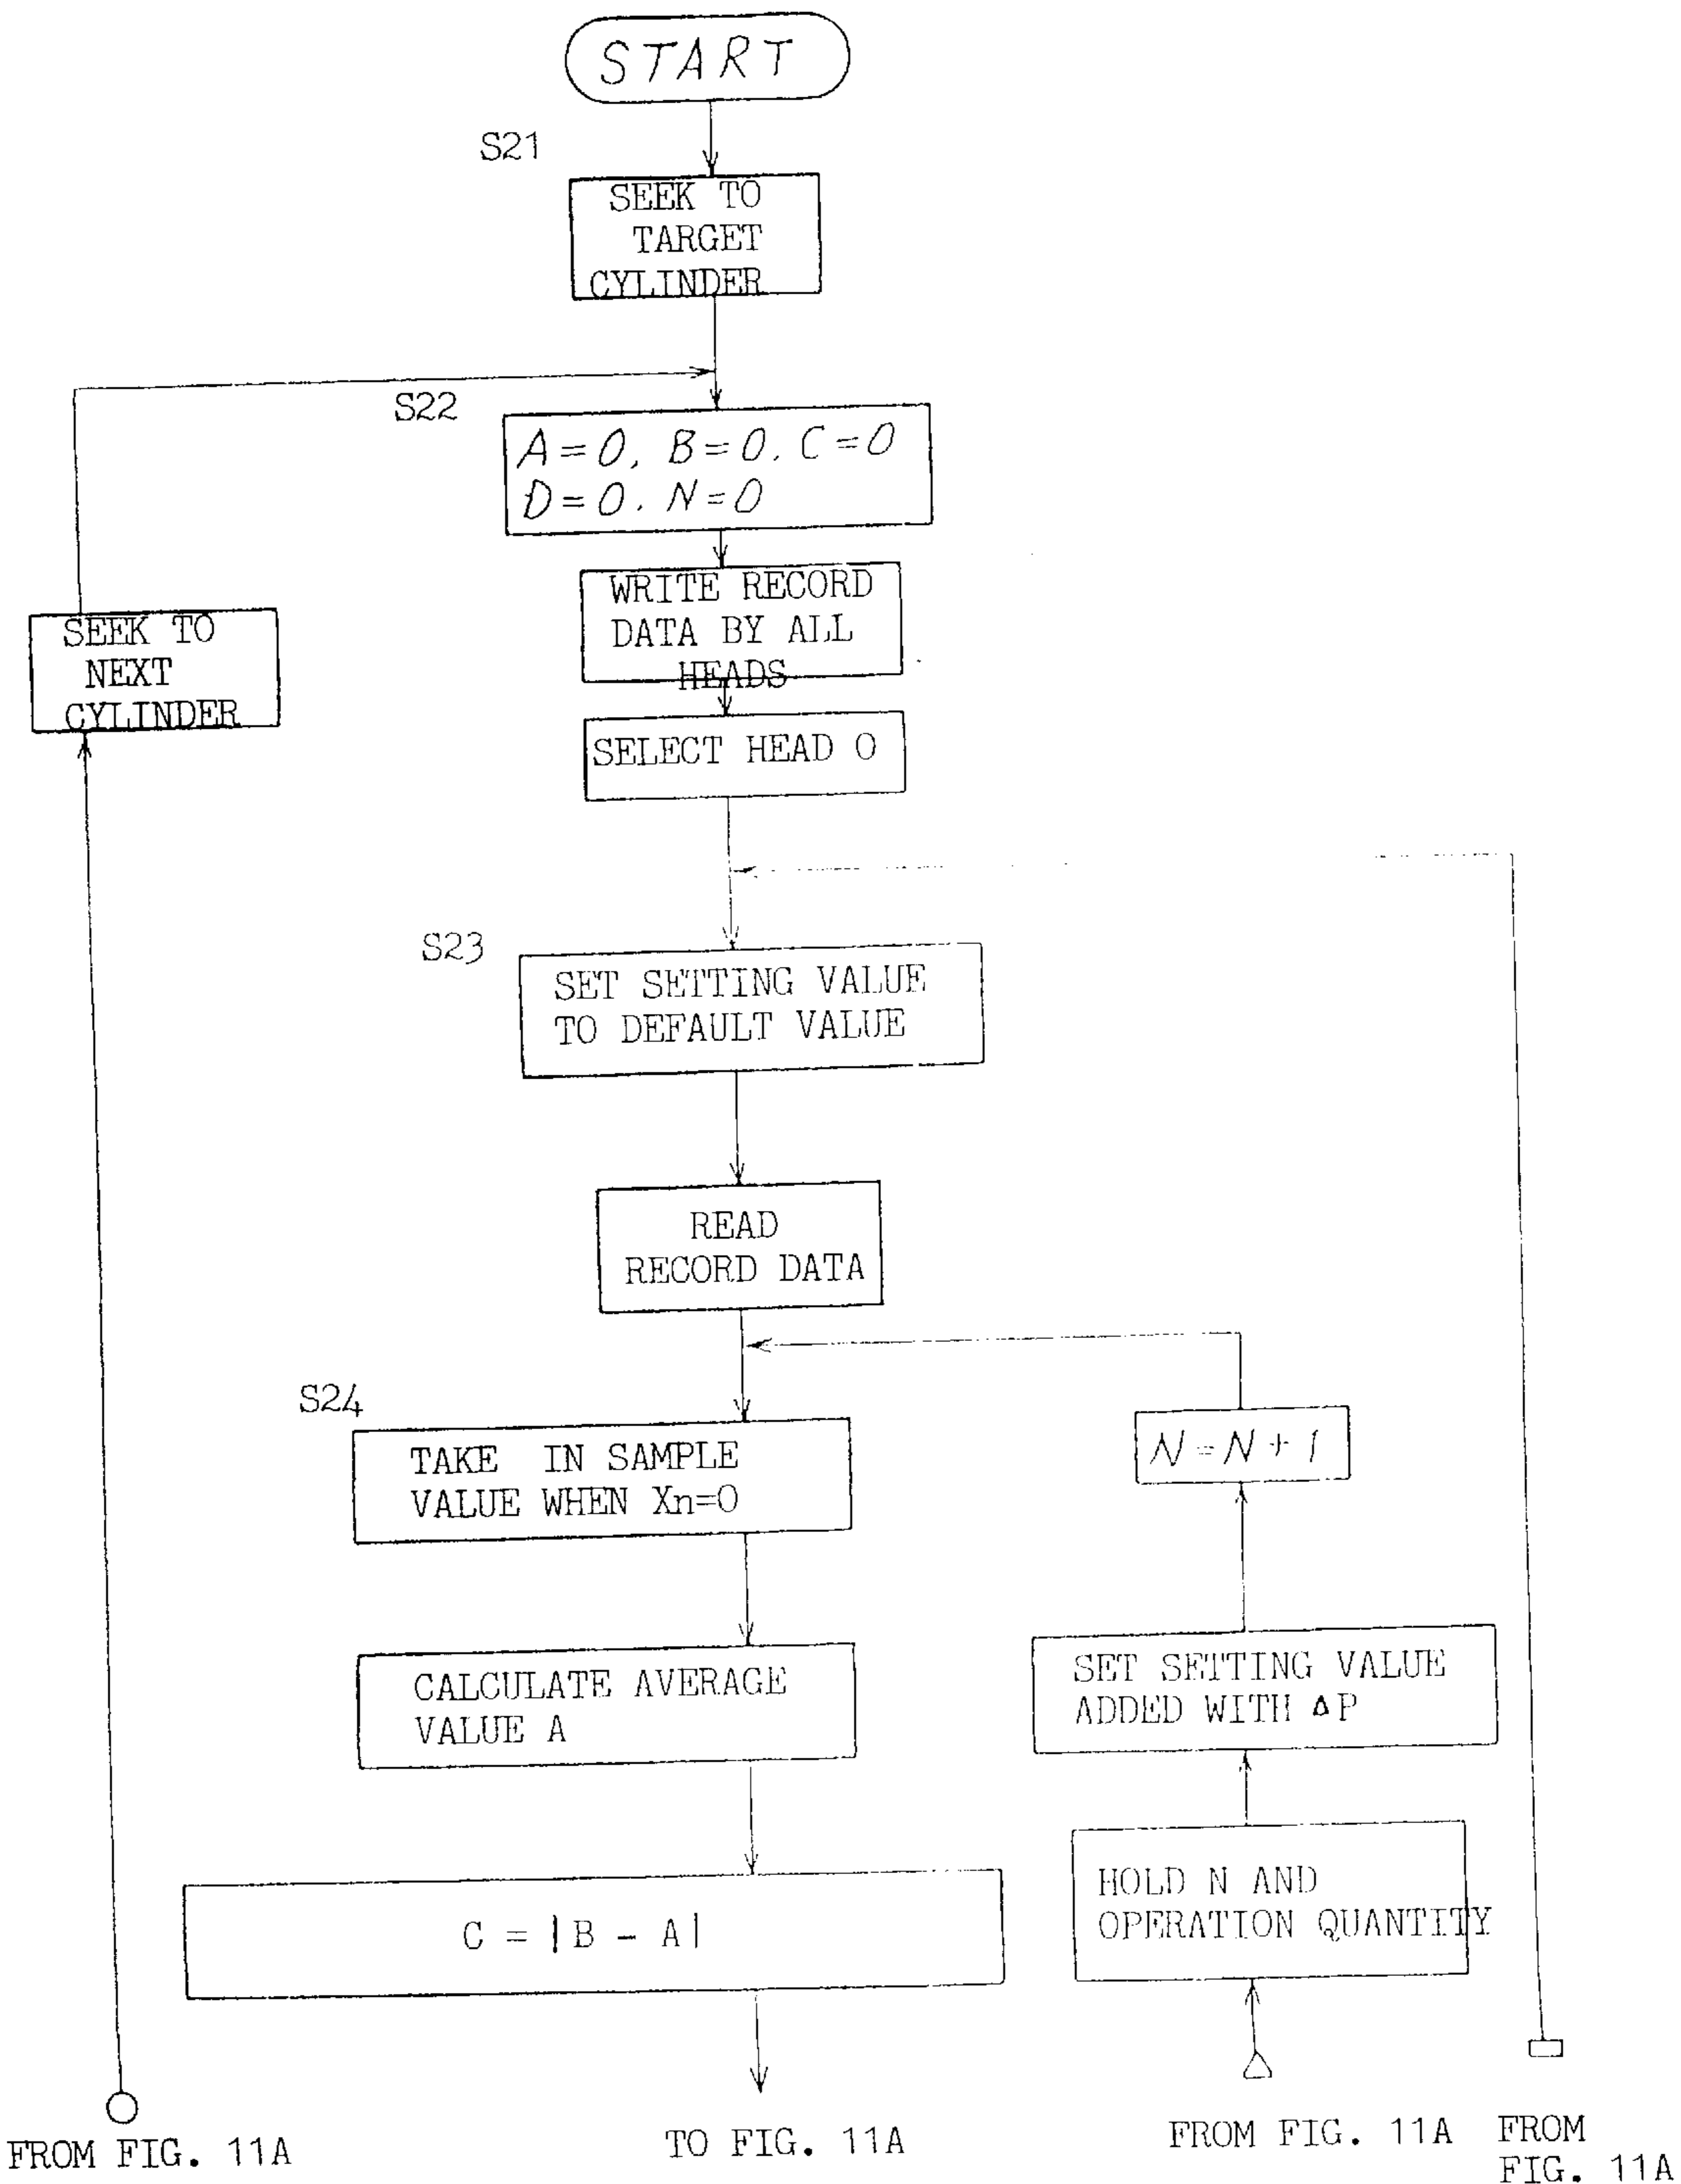 START
S21
SEEK TO
TARGET
CYLINDER
S22
A=0, B=0. C=0
D=0. N=0
WRITE RECORD
DATA BY ALL
HEADS
SEEK TO
NEXT
CYLINDER
SELECT HEAD 0
S23
SET SETTING VALUE
TO DEFAULT VALUE
READ
RECORD DATA
S24
TAKE IN SAMPLE
VALUE WHEN Xn=0
N=N+1
CALCULATE AVERAGE
VALUE A
SET SETTING VALUE
ADDED WITH ΔP
C = |B - A|
HOLD N AND
OPERATION QUANTITY
FROM FIG. 11A
TO FIG. 11A
FROM FIG. 11A
FROM
FIG. 11A